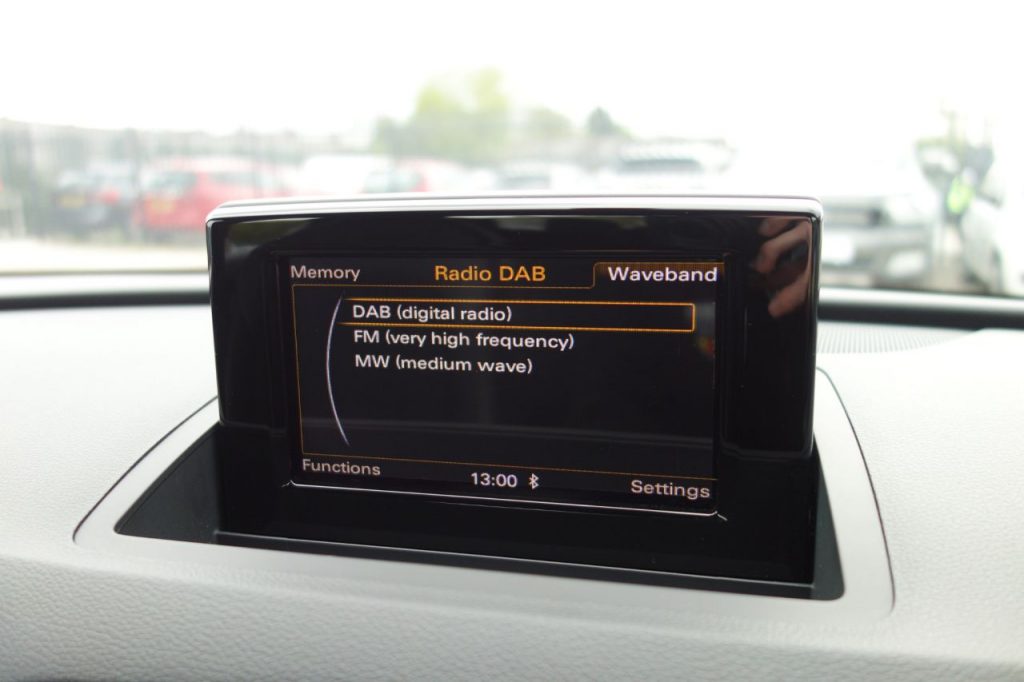 Memory Radio DAB Waveband
DAB (digital radio)
FM (very high frequency)
MW (medium wave)
Functions 13:00 Settings